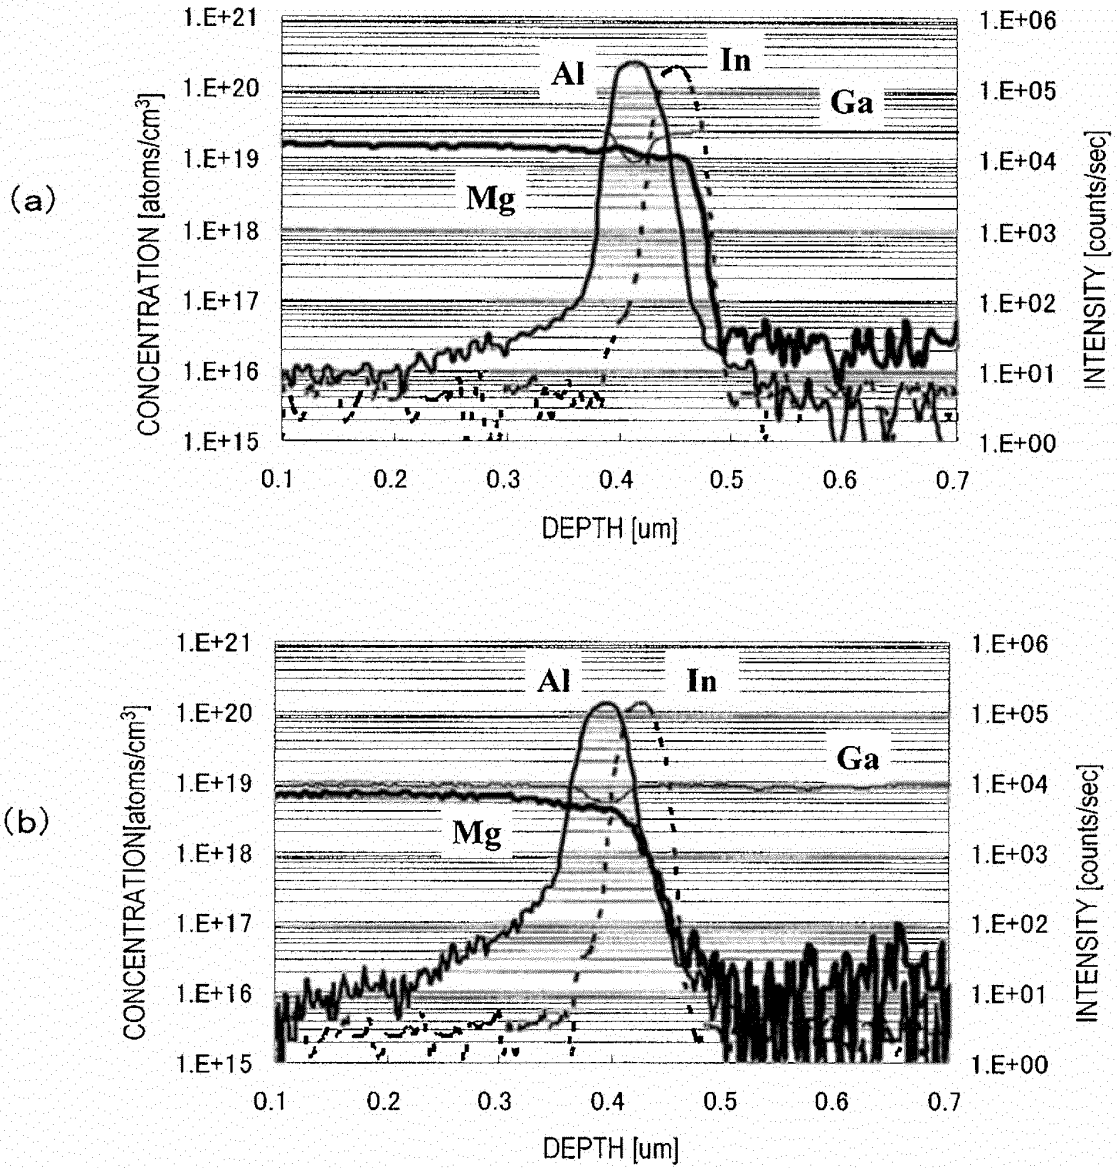 (a)
CONCENTRATION [atoms/cm³]
1.E+21
1.E+20
1.E+19
1.E+18
1.E+17
1.E+16
1.E+15
Al
In
Ga
Mg
1.E+06
1.E+05
1.E+04
1.E+03
1.E+02
1.E+01
1.E+00
INTENSITY [counts/sec]
0.1 0.2 0.3 0.4 0.5 0.6 0.7
DEPTH [um]
(b)
CONCENTRATION[atoms/cm³]
1.E+21
1.E+20
1.E+19
1.E+18
1.E+17
1.E+16
1.E+15
Al
In
Ga
Mg
1.E+06
1.E+05
1.E+04
1.E+03
1.E+02
1.E+01
1.E+00
INTENSITY [counts/sec]
0.1 0.2 0.3 0.4 0.5 0.6 0.7
DEPTH [um]